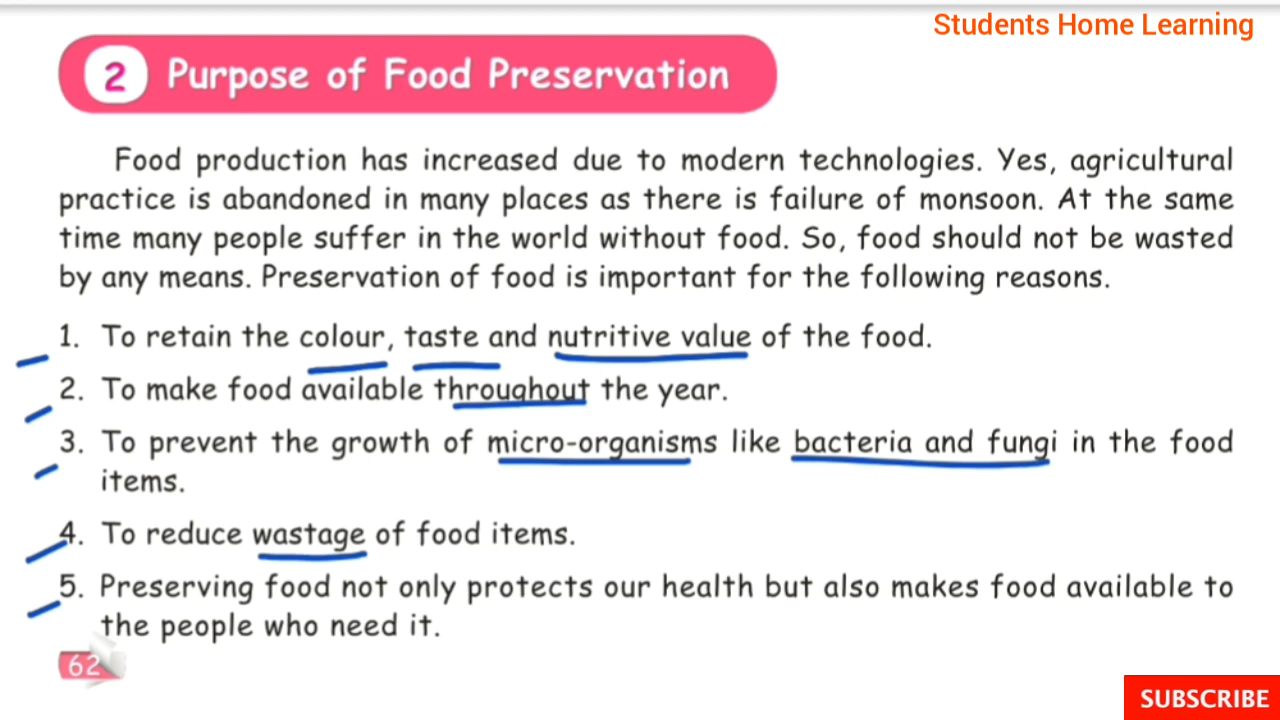 Students Home Learning
2 Purpose of Food Preservation
Food production has increased due to modern technologies. Yes, agricultural
practice is abandoned in many places as there is failure of monsoon. At the same
time many people suffer in the world without food. So, food should not be wasted
by any means. Preservation of food is important for the following reasons.
1. To retain the colour, taste and nutritive value of the food.
2. To make food available throughout the year.
3. To prevent the growth of micro-organisms like bacteria and fungi in the food
items.
4. To reduce wastage of food items.
5. Preserving food not only protects our health but also makes food available to
the people who need it.
62
SUBSCRIBE